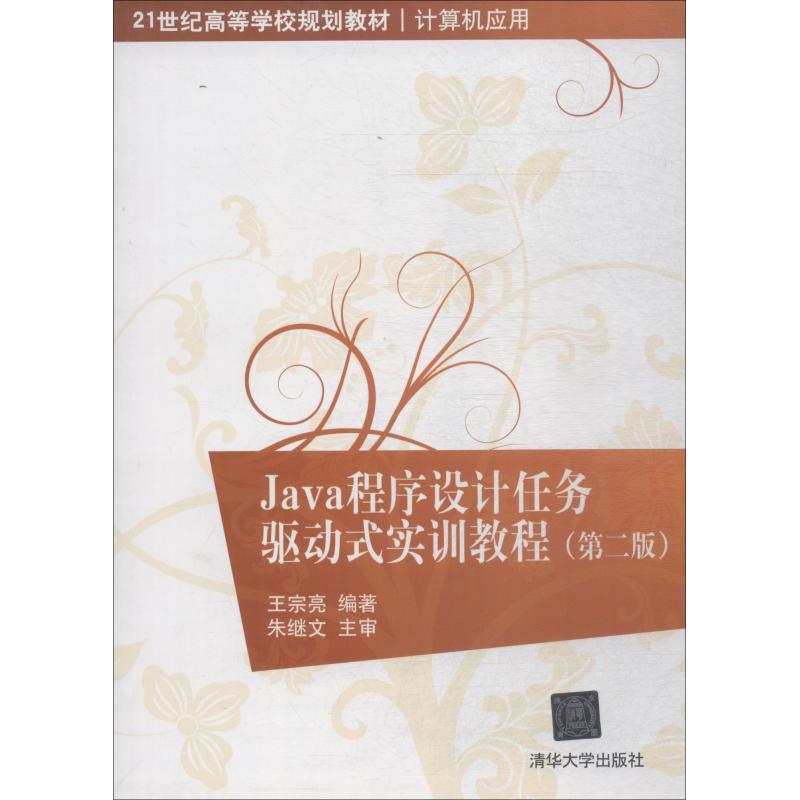 21世纪高等学校规划教材 | 计算机应用
Java程序设计任务
驱动式实训教程（第二版）
王宗亮 编著
朱继文 主审
清华大学出版社